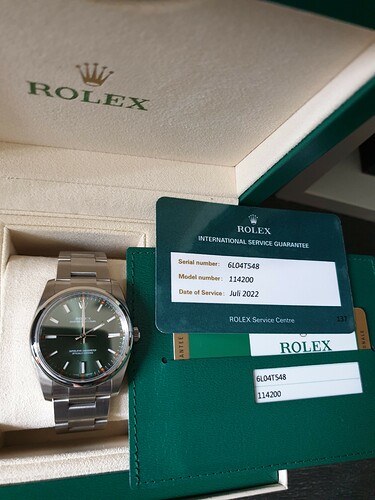 ROLEX
ROLEX
INTERNATIONAL SERVICE GUARANTEE
Serial number: 6L04T548
Model number: 114200
Date of Service: Juli 2022
ROLEX Service Centre
ROLEX
6L04T548
114200